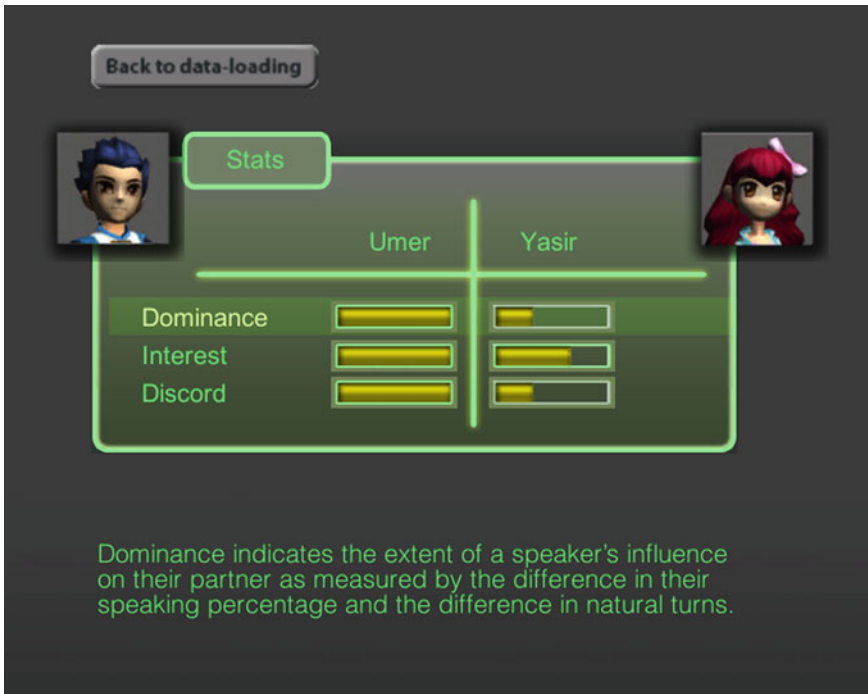 Back to data-loading
Stats
Umer Yasir
Dominance
Interest
Discord
Dominance indicates the extent of a speaker's influence
on their partner as measured by the difference in their
speaking percentage and the difference in natural turns.